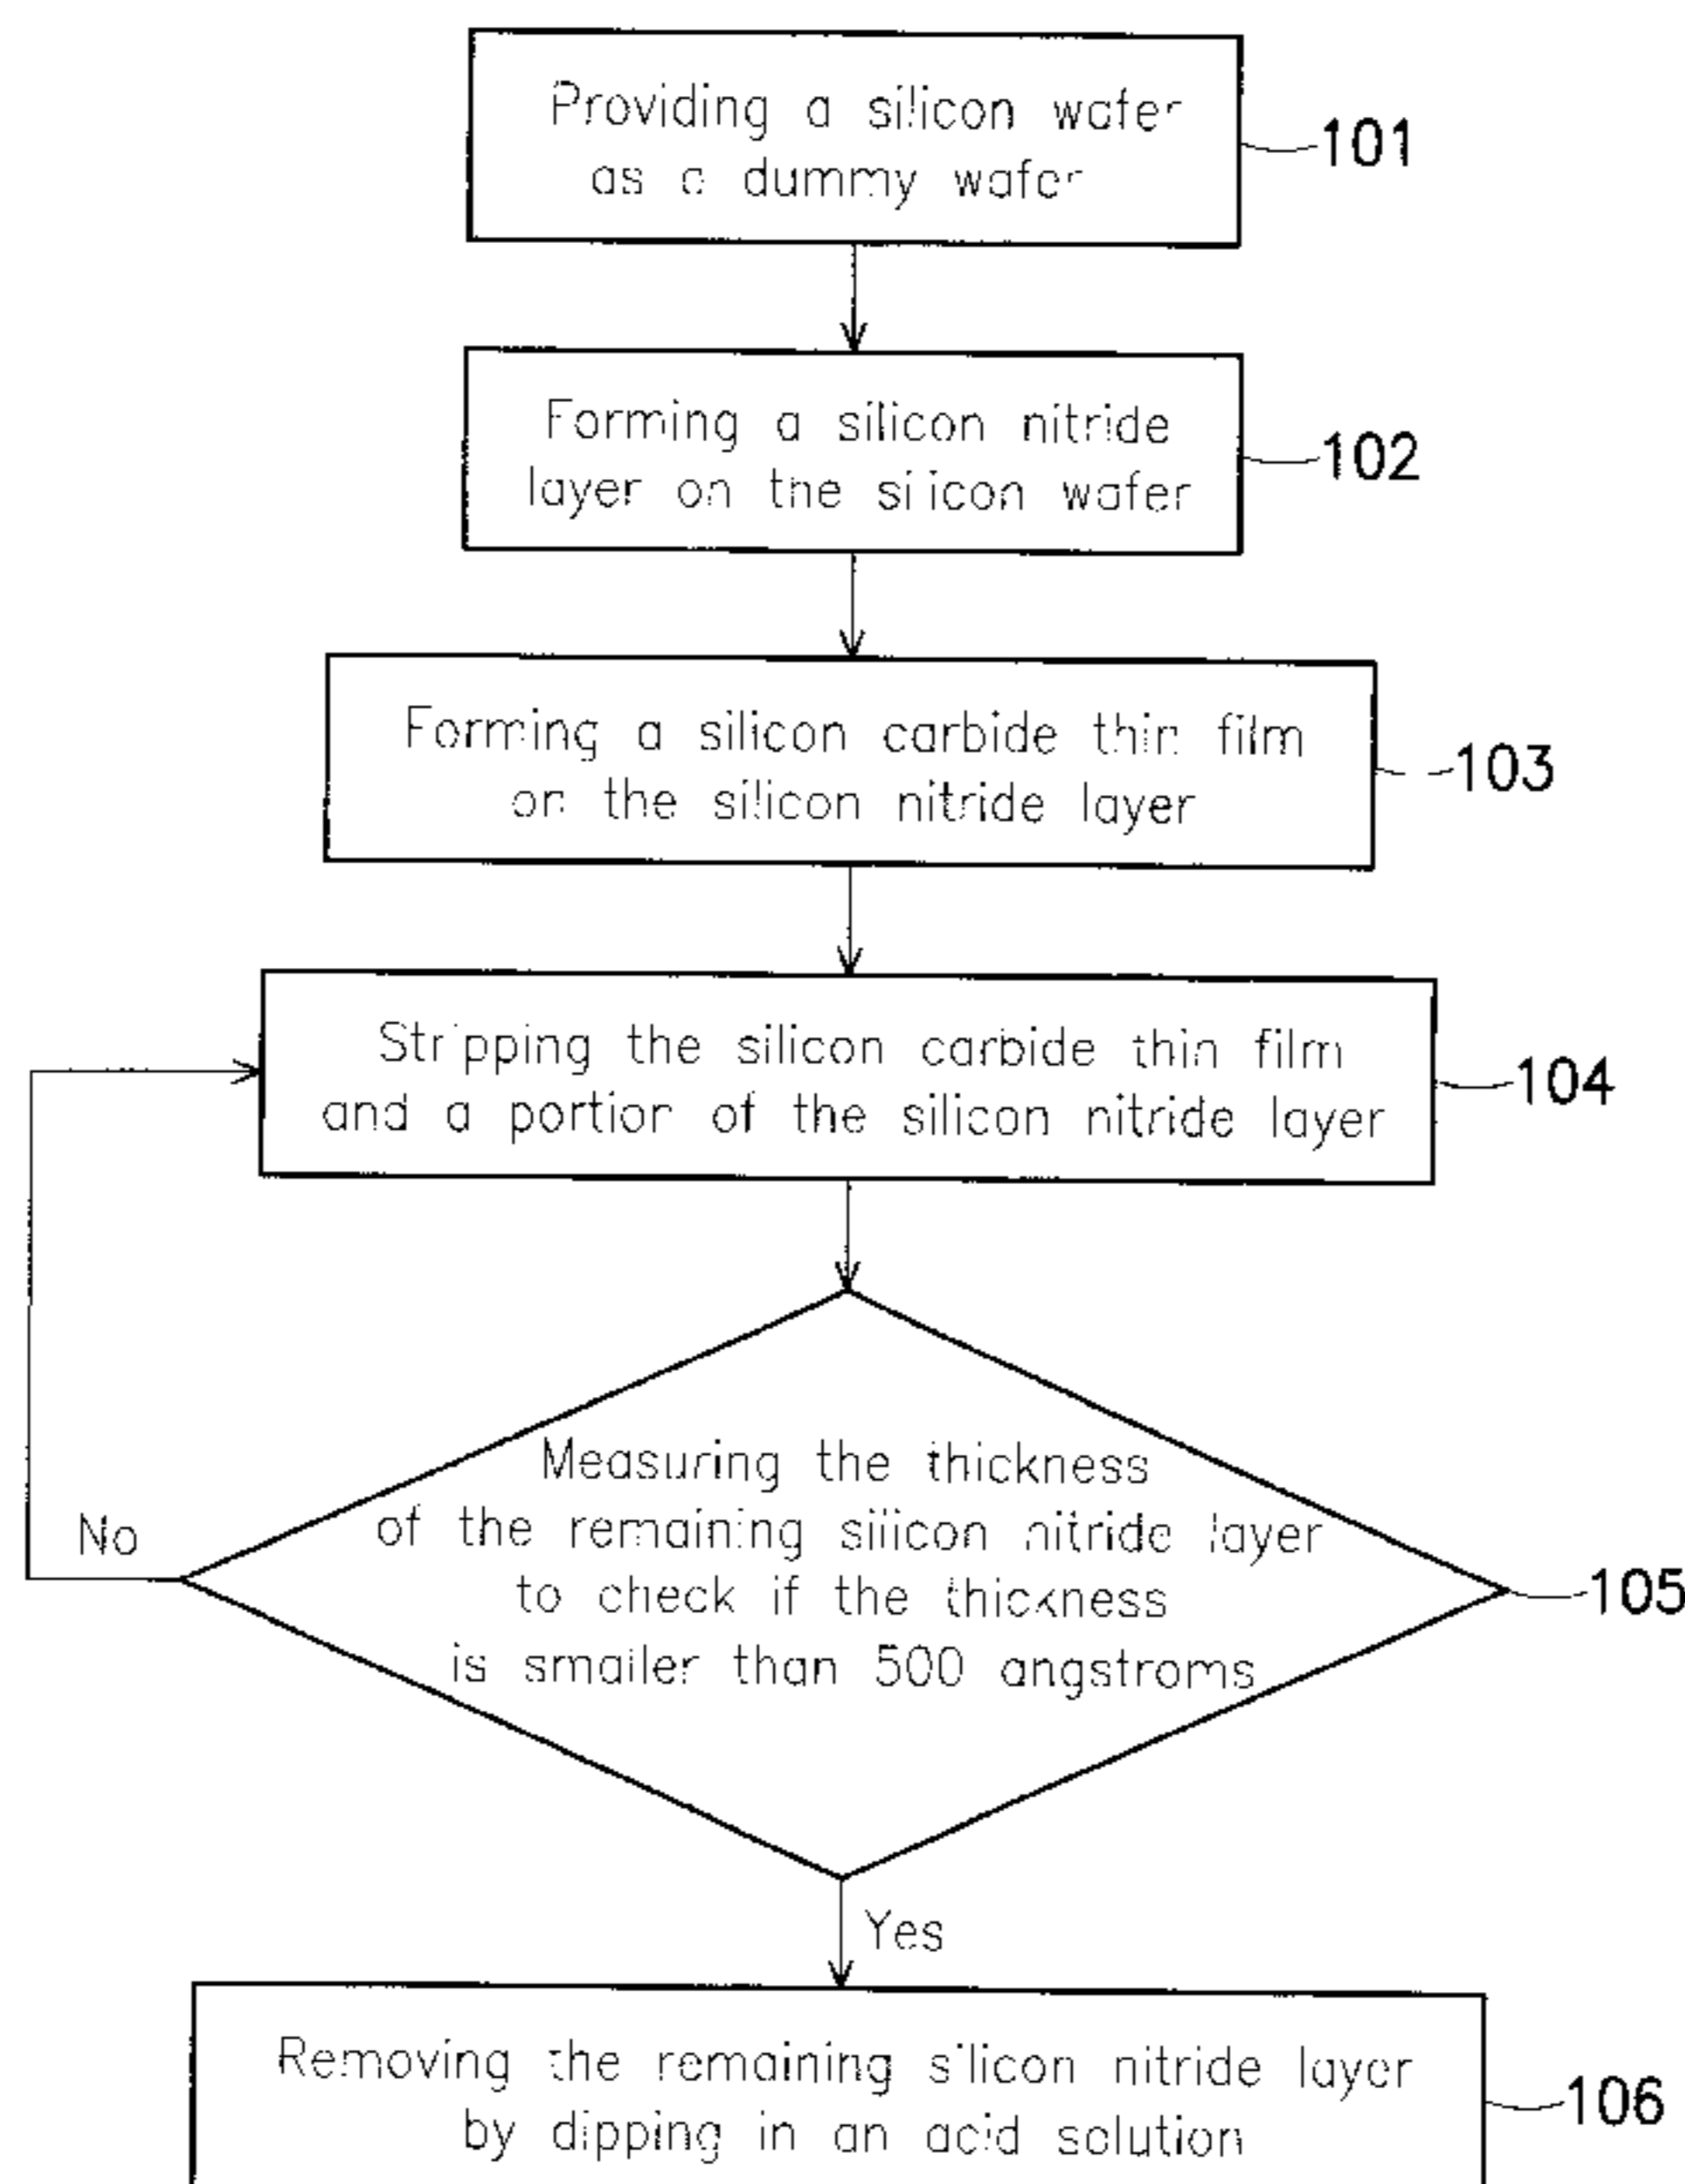 Providing a silicon wafer
as a dummy wafer
101
Forming a silicon nitride
layer on the silicon wafer
102
Forming a silicon carbide thin film
on the silicon nitride layer
103
Stripping the silicon carbide thin film
and a portion of the silicon nitride layer
104
Measuring the thickness
of the remaining silicon nitride layer
to check if the thickness
is smaller than 500 angstroms
105
No
Yes
Removing the remaining silicon nitride layer
by dipping in an acid solution
106